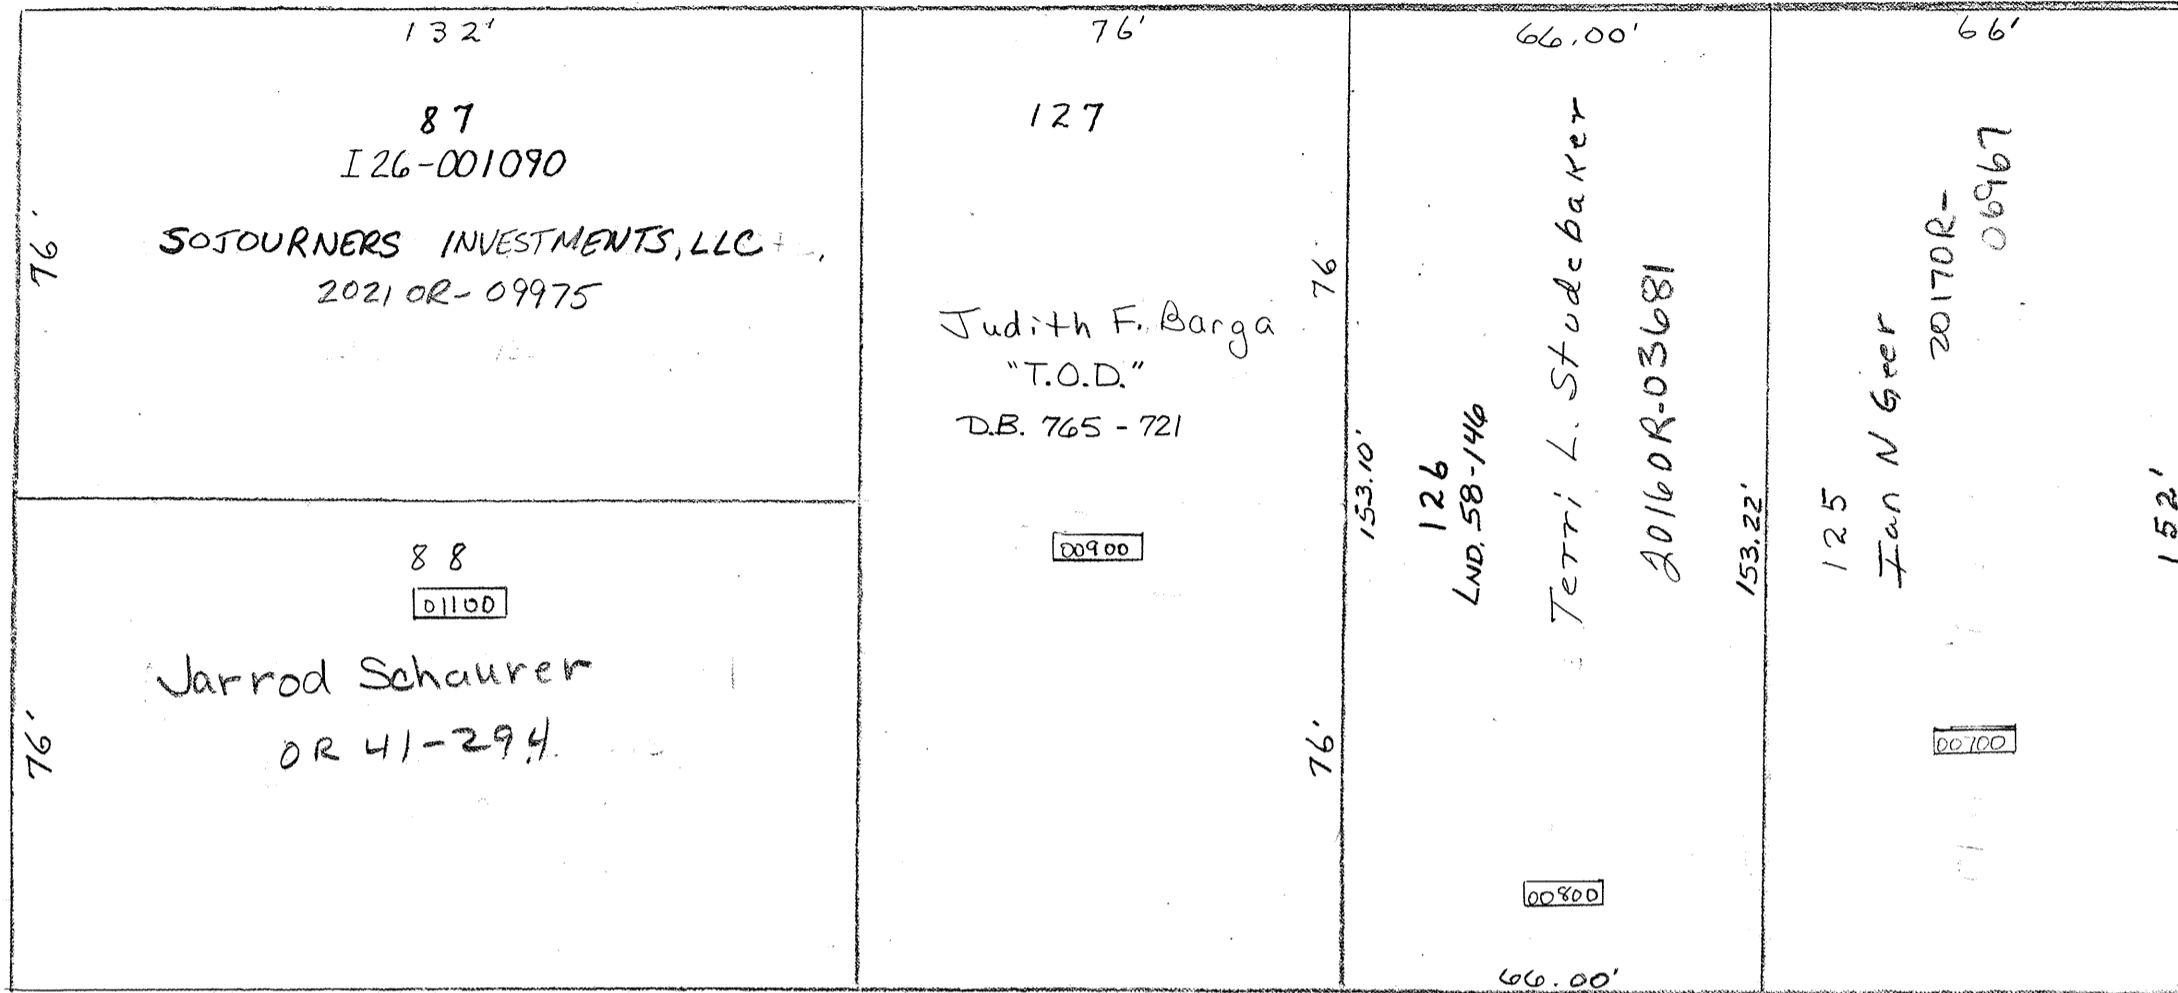 132'
87
I26-001090
SOJOURNERS INVESTMENTS, LLC
2021 OR- 09975
76'
88
01100
Jarrod Schaurer
OR 41-294
76'
76'
127
Judith F. Barga
"T.O.D."
D.B. 765 - 721
00900
76
76'
66.00'
153.10'
126
LND. 58-146
Terri L. Studebaker
2016OR-03681
153.22'
00800
66.00'
66'
125
Ian N Geer
2017OR-
06967
00700
152'